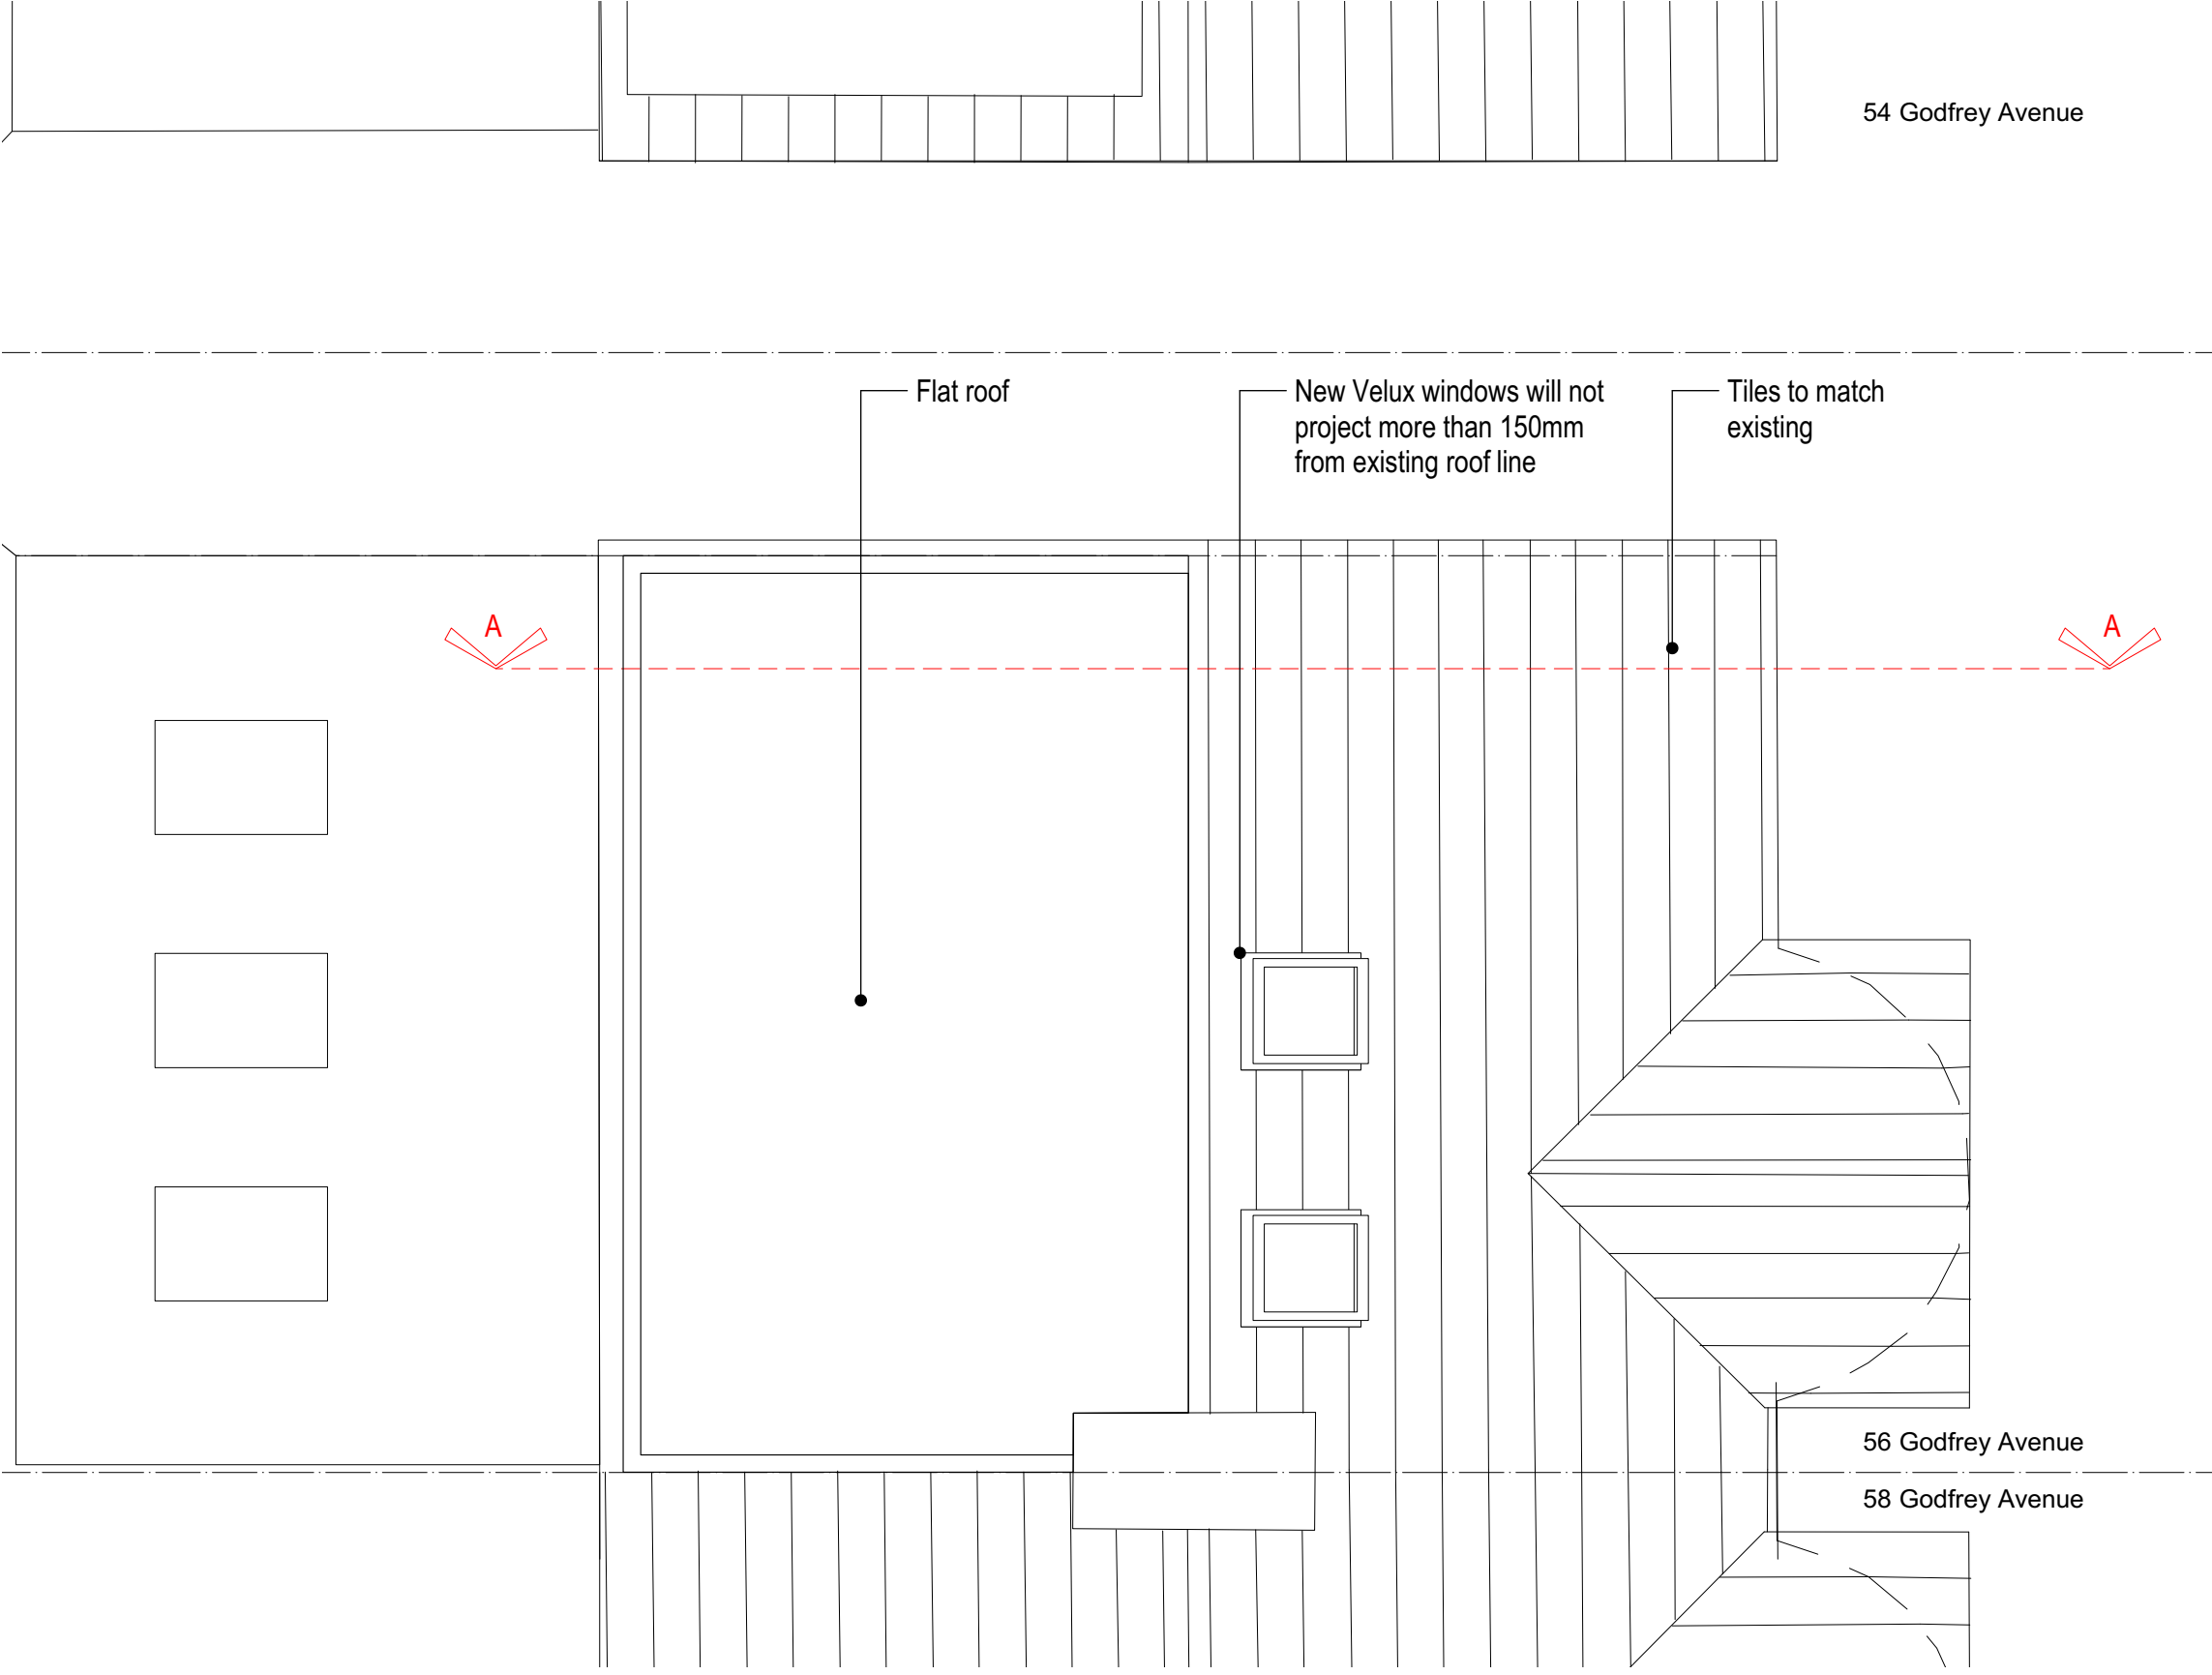 54 Godfrey Avenue
Flat roof
New Velux windows will not
project more than 150mm
from existing roof line
Tiles to match
existing
A
A
56 Godfrey Avenue
58 Godfrey Avenue